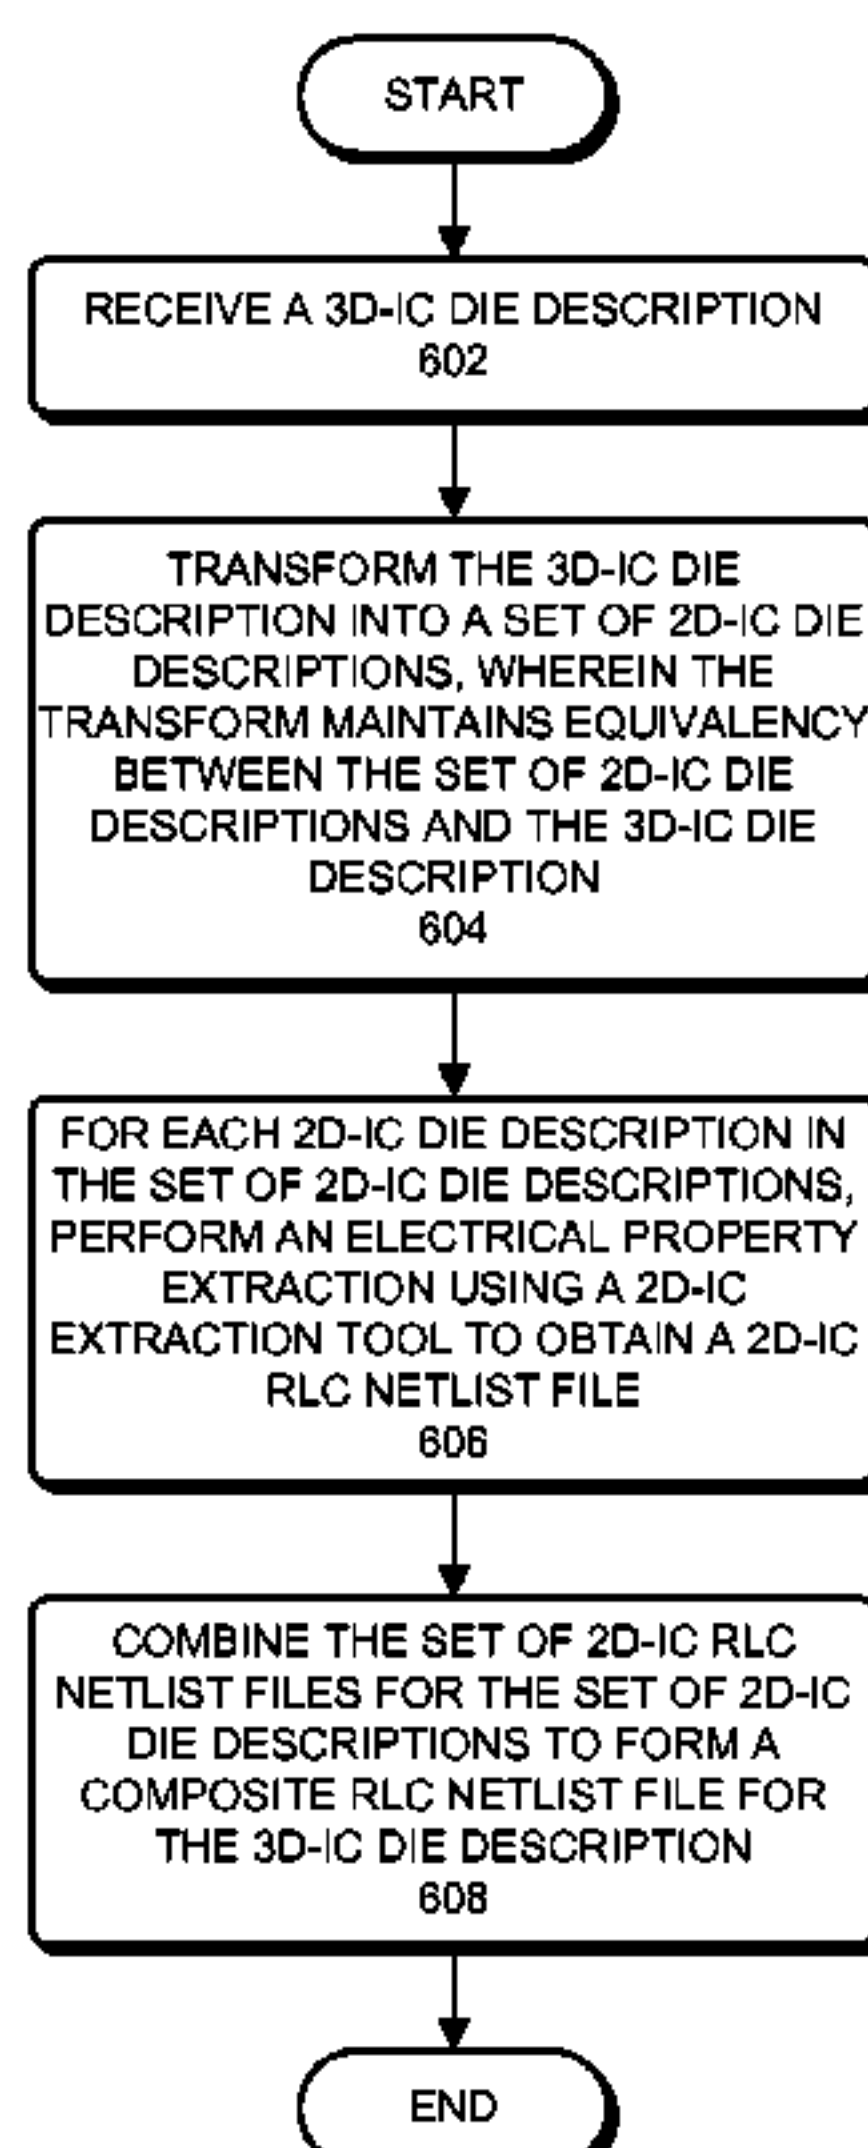 START
RECEIVE A 3D-IC DIE DESCRIPTION
602
TRANSFORM THE 3D-IC DIE
DESCRIPTION INTO A SET OF 2D-IC DIE
DESCRIPTIONS, WHEREIN THE
TRANSFORM MAINTAINS EQUIVALENCY
BETWEEN THE SET OF 2D-IC DIE
DESCRIPTIONS AND THE 3D-IC DIE
DESCRIPTION
604
FOR EACH 2D-IC DIE DESCRIPTION IN
THE SET OF 2D-IC DIE DESCRIPTIONS,
PERFORM AN ELECTRICAL PROPERTY
EXTRACTION USING A 2D-IC
EXTRACTION TOOL TO OBTAIN A 2D-IC
RLC NETLIST FILE
606
COMBINE THE SET OF 2D-IC RLC
NETLIST FILES FOR THE SET OF 2D-IC
DIE DESCRIPTIONS TO FORM A
COMPOSITE RLC NETLIST FILE FOR
THE 3D-IC DIE DESCRIPTION
608
END